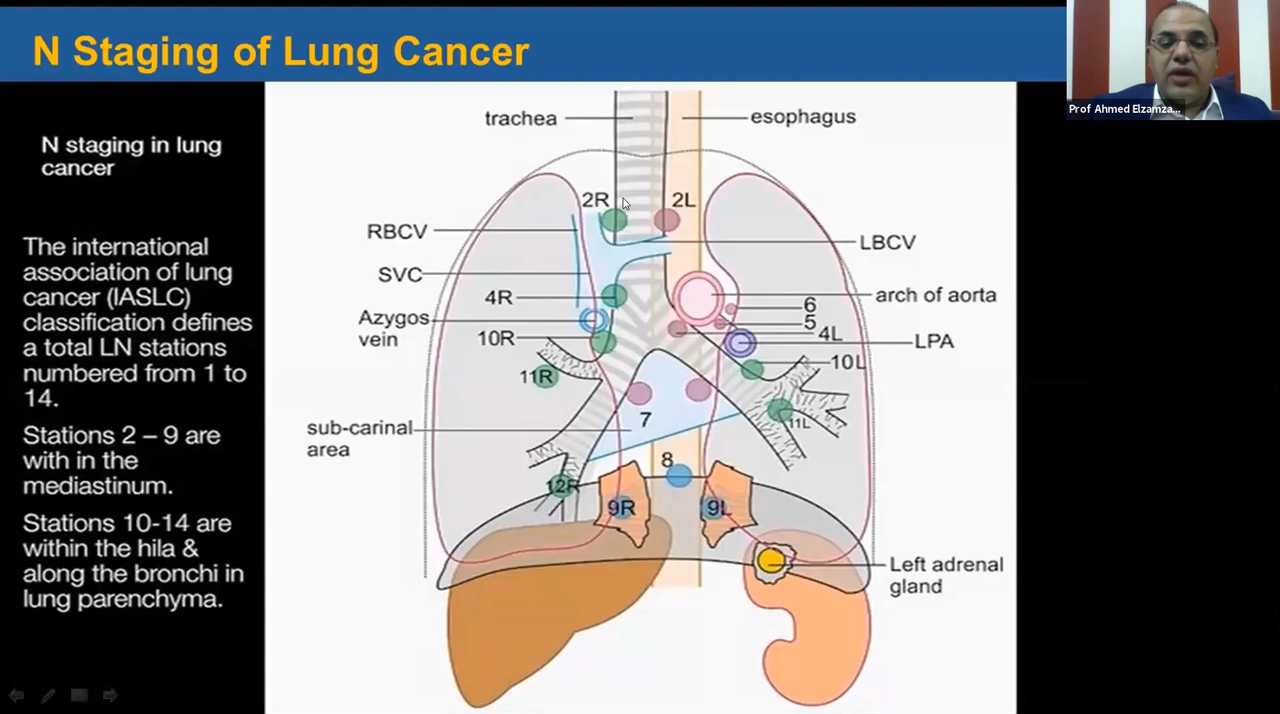 N Staging of Lung Cancer
Prof Ahmed Elzamza...
N staging in lung
cancer
The international
association of lung
cancer (IASLC)
classification defines
a total LN stations
numbered from 1 to
14.
Stations 2 – 9 are
with in the
mediastinum.
Stations 10-14 are
within the hila &
along the bronchi in
lung parenchyma.
trachea
esophagus
2R
2L
RBCV
LBCV
SVC
4R
arch of aorta
6
5
Azygos
vein
4L
10R
LPA
10L
11R
11L
7
sub-carinal
area
8
12R
9R
9L
Left adrenal
gland